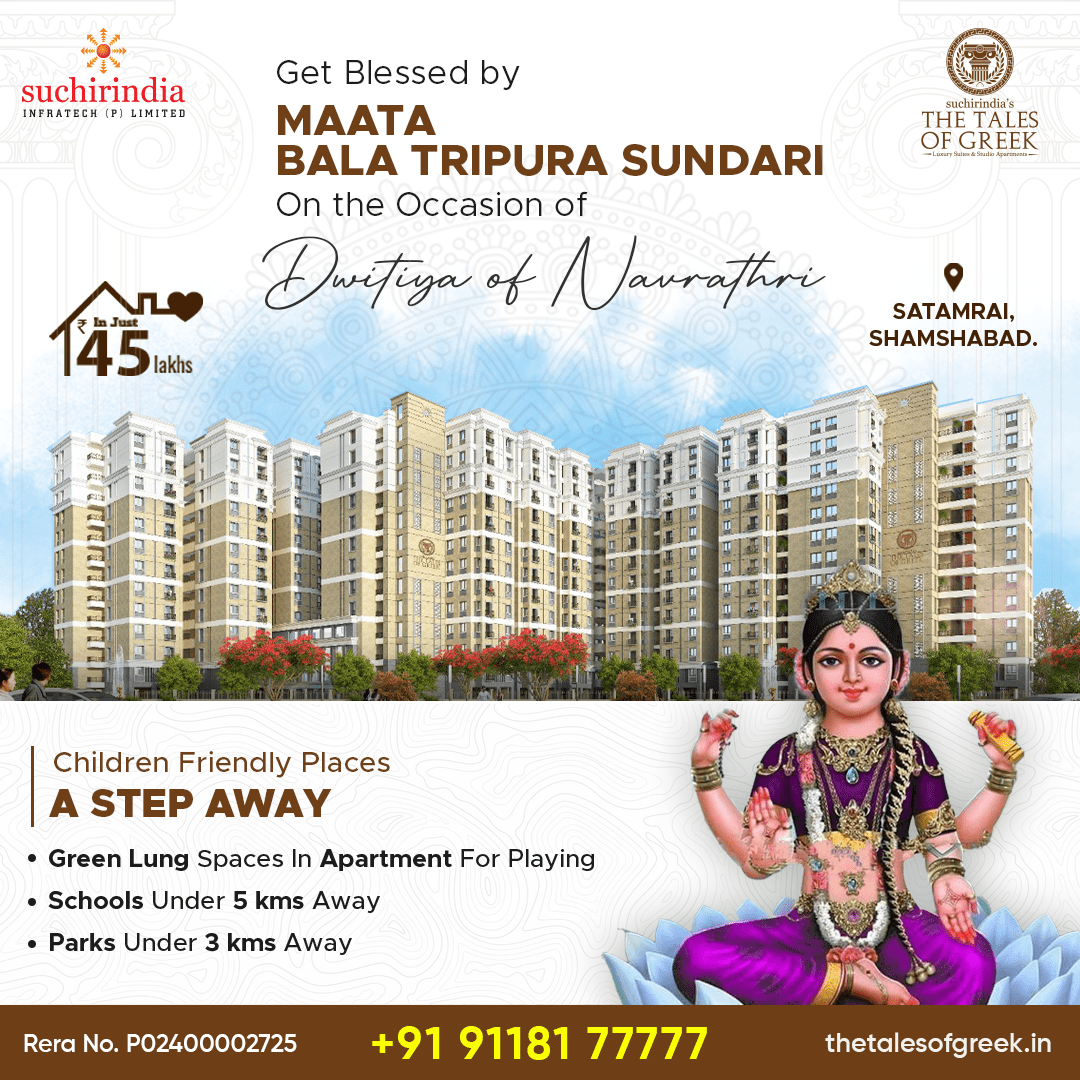 suchirindia
INFRATECH (P) LIMITED
Get Blessed by
MAATA
BALA TRIPURA SUNDARI
On the Occasion of
Dwitiya of Navrathri
suchirindia's
THE TALES
OF GREEK
Luxury Suites & Studio Apartments
₹ In Just
45 lakhs
SATAMRAI,
SHAMSHABAD.
Children Friendly Places
A STEP AWAY
• Green Lung Spaces In Apartment For Playing
• Schools Under 5 kms Away
• Parks Under 3 kms Away
Rera No. P02400002725
+91 91181 77777
thetalesofgreek.in